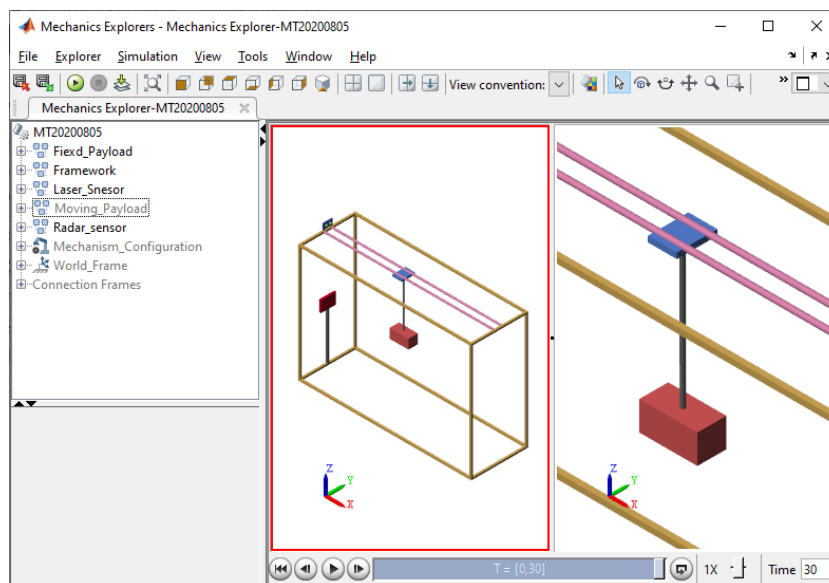 Mechanics Explorers - Mechanics Explorer-MT20200805
File Explorer Simulation View Tools Window Help
View convention:
Mechanics Explorer-MT20200805
MT20200805
Fiexd_Payload
Framework
Laser_Snesor
Moving_Payload
Radar_sensor
Mechanism_Configuration
World_Frame
Connection Frames
Z
Y
X
Z
Y
X
T = [0,30]
1X
Time 30